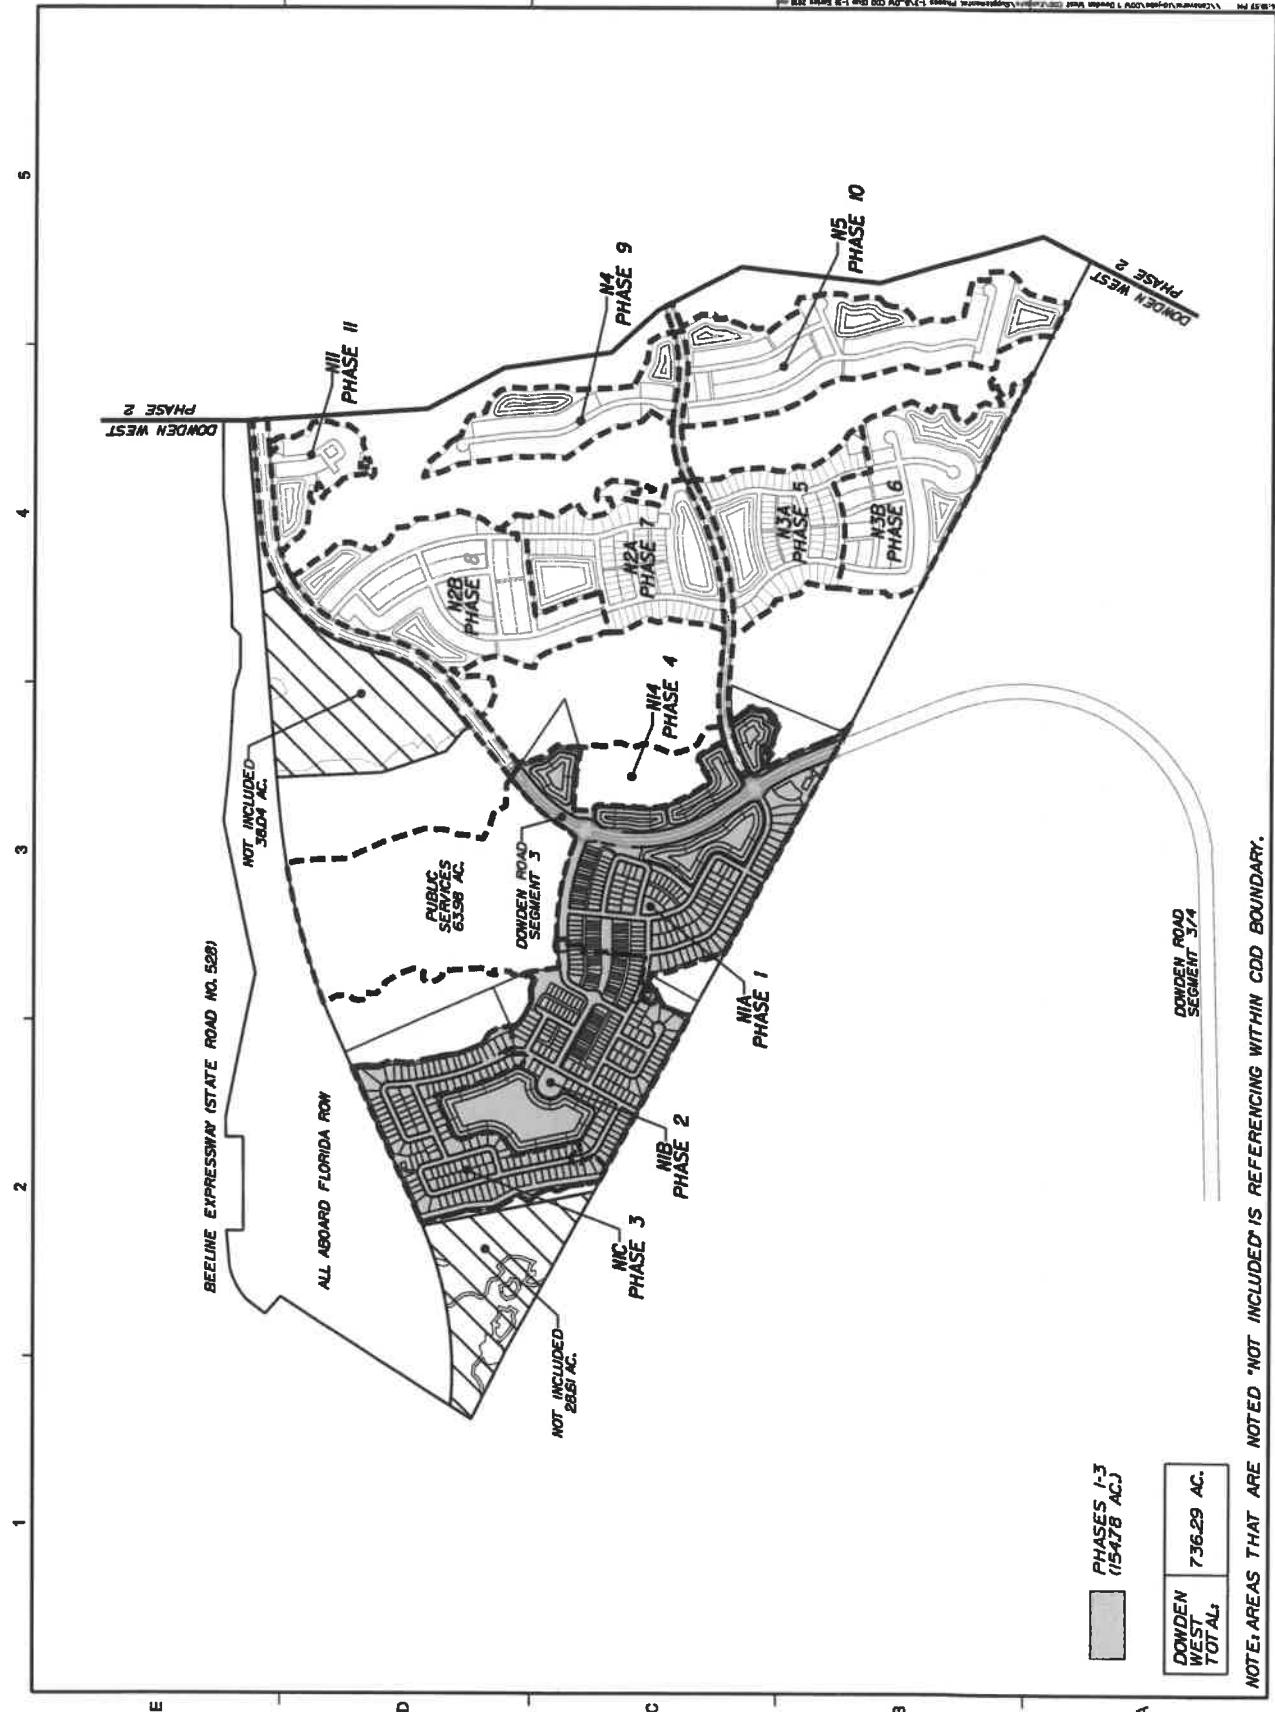 1
2
3
4
5
E
D
C
B
A
BEELINE EXPRESSWAY (STATE ROAD NO. 528)
ALL ABOARD FLORIDA ROW
NOT INCLUDED
28.61 AC.
N1C
PHASE 3
N1B
PHASE 2
N1A
PHASE 1
PUBLIC
SERVICES
63.98 AC.
DOWDEN ROAD
SEGMENT 3
NOT INCLUDED
38.04 AC.
N14
PHASE 4
N2B
PHASE 8
N2A
PHASE 7
N3A
PHASE 5
N3B
PHASE 6
N11
PHASE 11
N4
PHASE 9
N5
PHASE 10
DOWDEN WEST
PHASE 2
DOWDEN WEST
PHASE 2
DOWDEN ROAD
SEGMENT 3/4
PHASES 1-3
(154.78 AC.)
DOWDEN
WEST
TOTAL:
736.29 AC.
NOTE: AREAS THAT ARE NOTED "NOT INCLUDED" IS REFERENCING WITHIN CDD BOUNDARY.